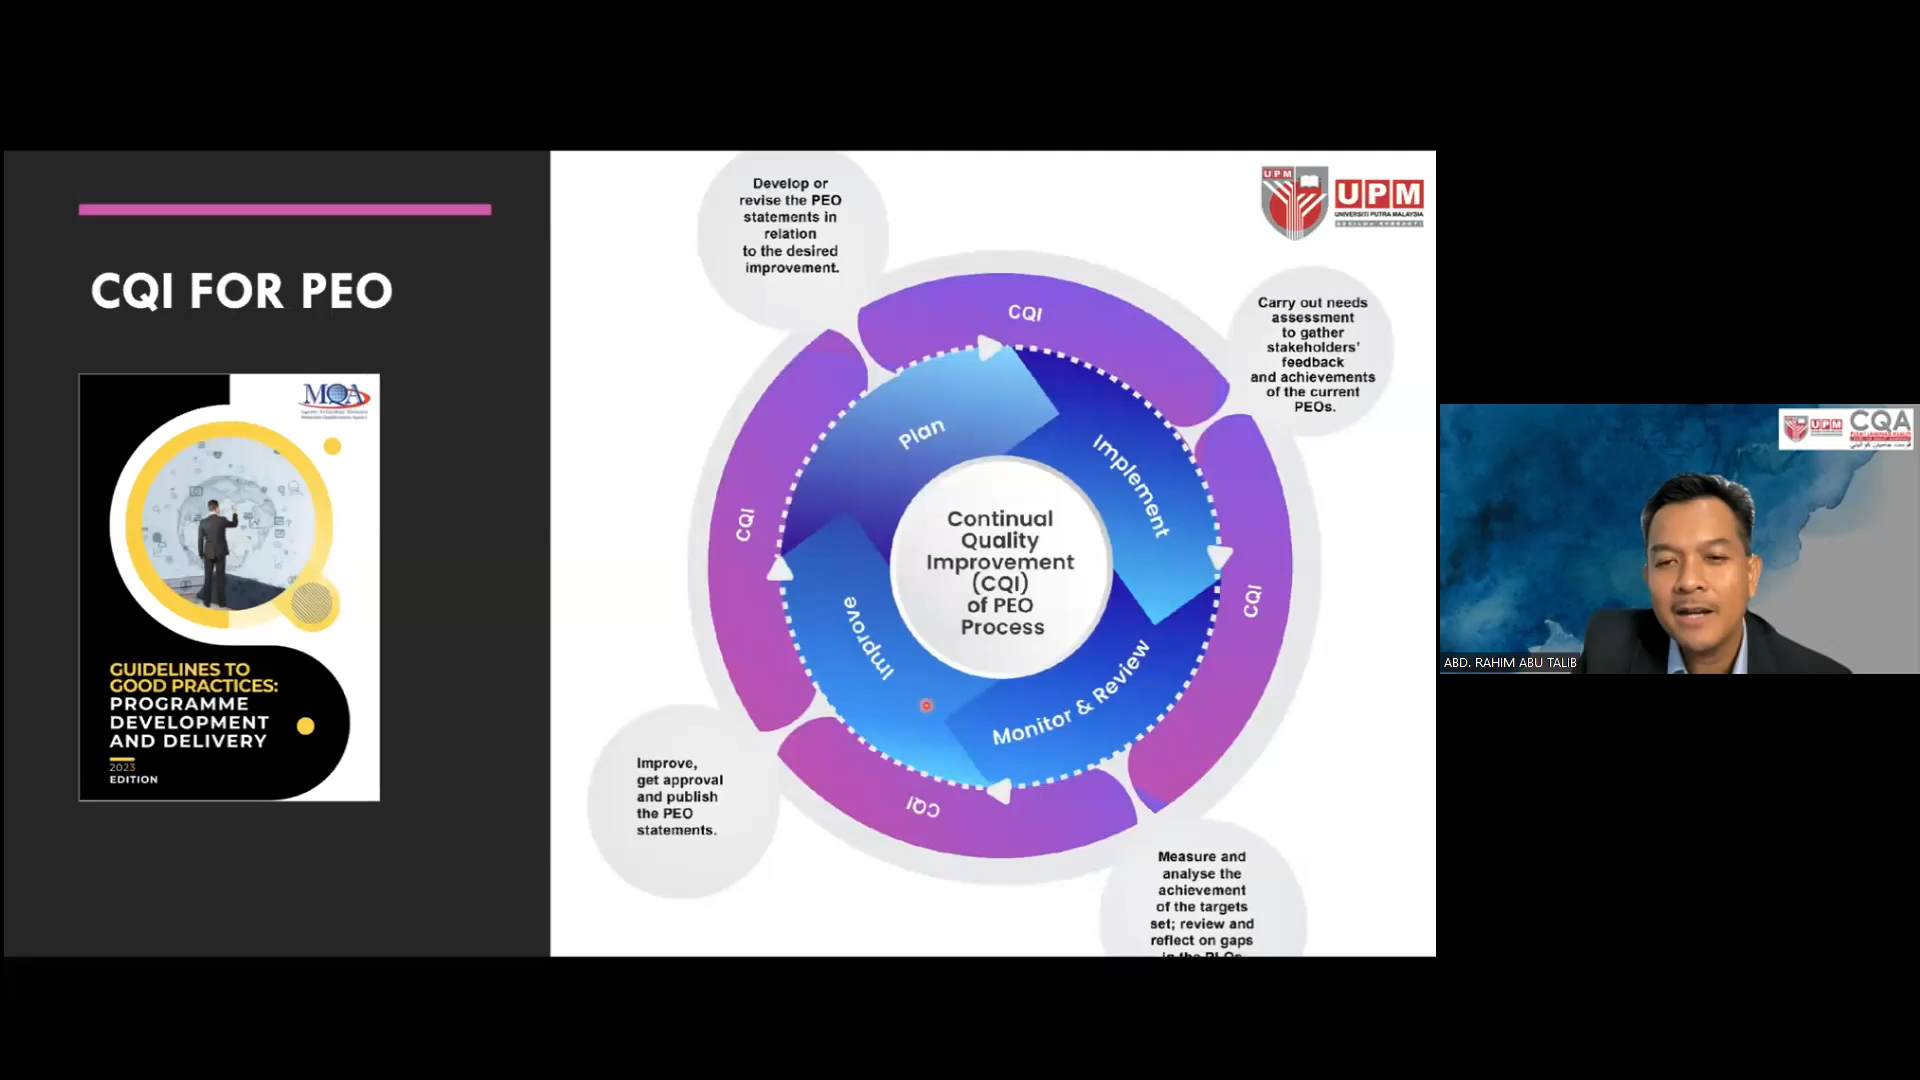 CQI FOR PEO
MQA
GUIDELINES TO
GOOD PRACTICES:
PROGRAMME
DEVELOPMENT
AND DELIVERY
2023
EDITION
Develop or
revise the PEO
statements in
relation
to the desired
improvement.
UPM
UPM
UNIVERSITI PUTRA MALAYSIA
Carry out needs
assessment
to gather
stakeholders'
feedback
and achievements
of the current
PEOs.
CQI
CQI
CQI
CQI
Plan
Implement
Monitor & Review
Improve
Continual
Quality
Improvement
(CQI)
of PEO
Process
Improve,
get approval
and publish
the PEO
statements.
Measure and
analyse the
achievement
of the targets
set; review and
reflect on gaps
in the PLOs
UPM
CQA
ABD. RAHIM ABU TALIB